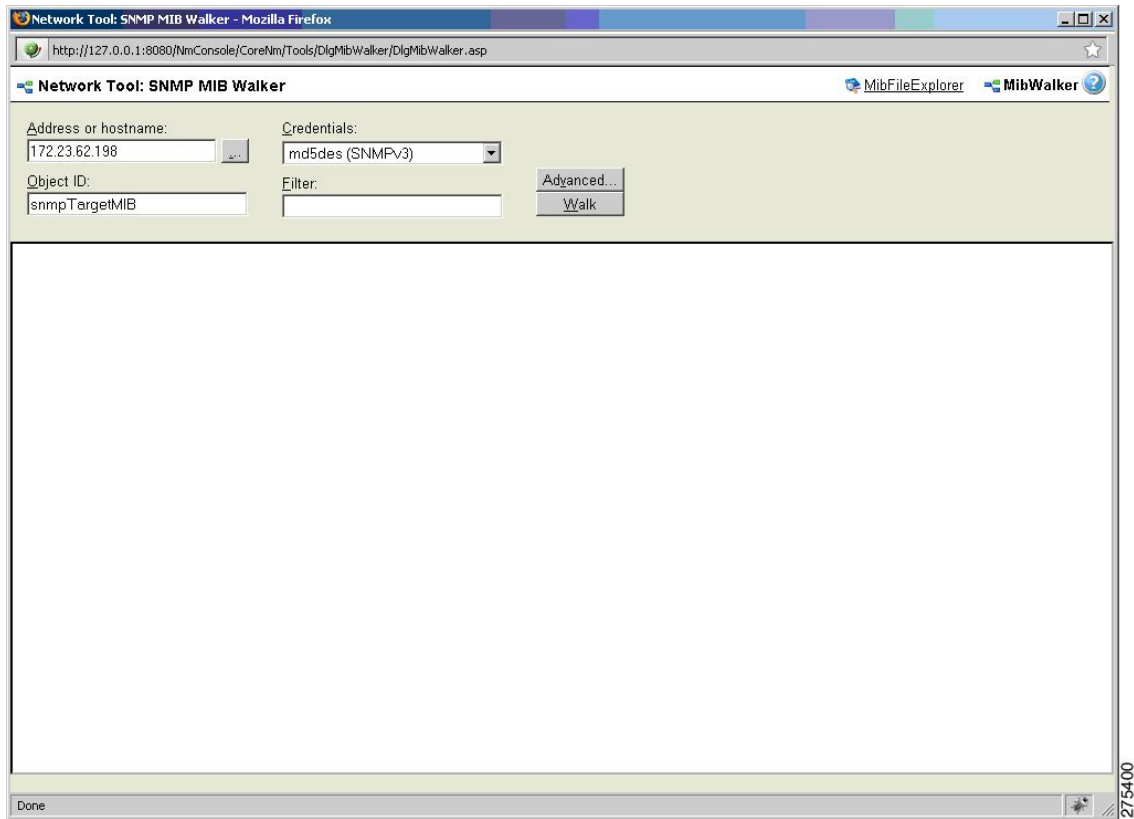 Network Tool: SNMP MIB Walker - Mozilla Firefox
http://127.0.0.1:8080/NmConsole/CoreNm/Tools/DlgMibWalker/DlgMibWalker.asp
Network Tool: SNMP MIB Walker
MibFileExplorer
MibWalker
?
Address or hostname:
Credentials:
172.23.62.198
...
md5des (SNMPv3)
Object ID:
Filter:
Advanced...
snmpTargetMIB
Walk
Done
275400